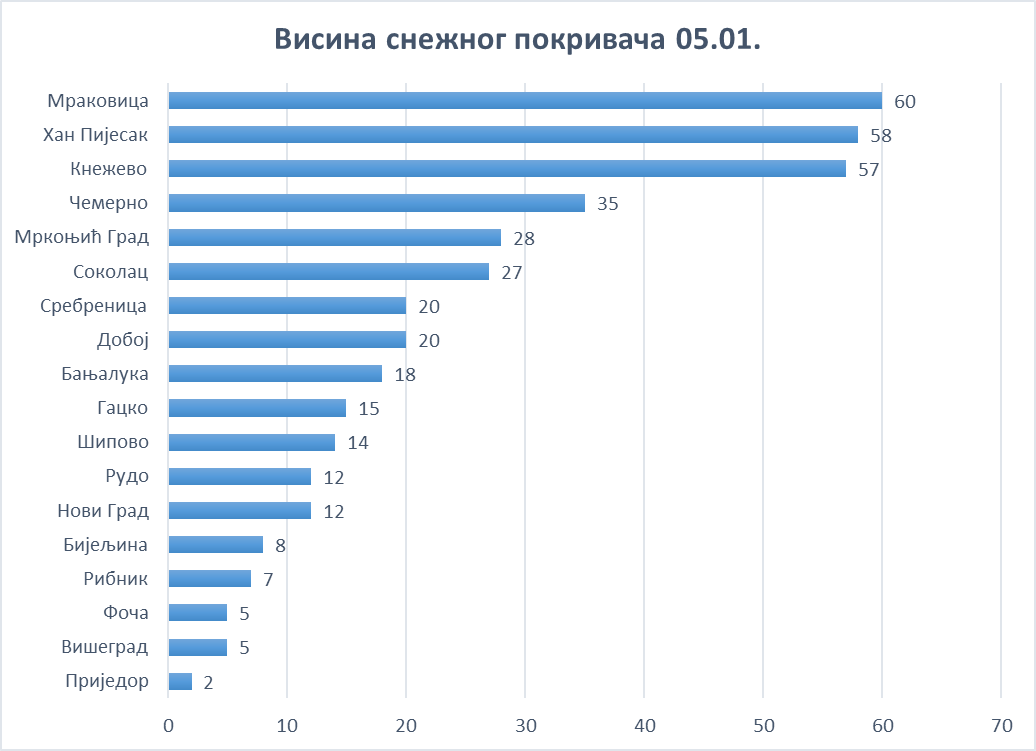 Висина снежног покривача 05.01.
Мраковица 60
Хан Пијесак 58
Кнежево 57
Чемерно 35
Мркоњић Град 28
Соколац 27
Сребреница 20
Добој 20
Бањалука 18
Гацко 15
Шипово 14
Рудо 12
Нови Град 12
Бијељина 8
Рибник 7
Фоча 5
Вишеград 5
Приједор 2
0 10 20 30 40 50 60 70